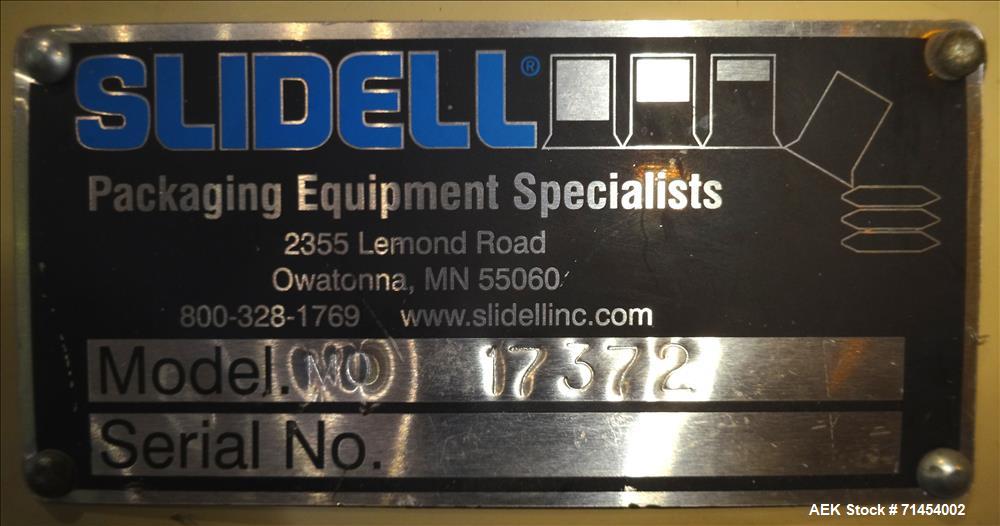 SLIDELL®
Packaging Equipment Specialists
2355 Lemond Road
Owatonna, MN 55060
800-328-1769 www.slidellinc.com
Model. 17372
Serial No.
AEK Stock # 71454002